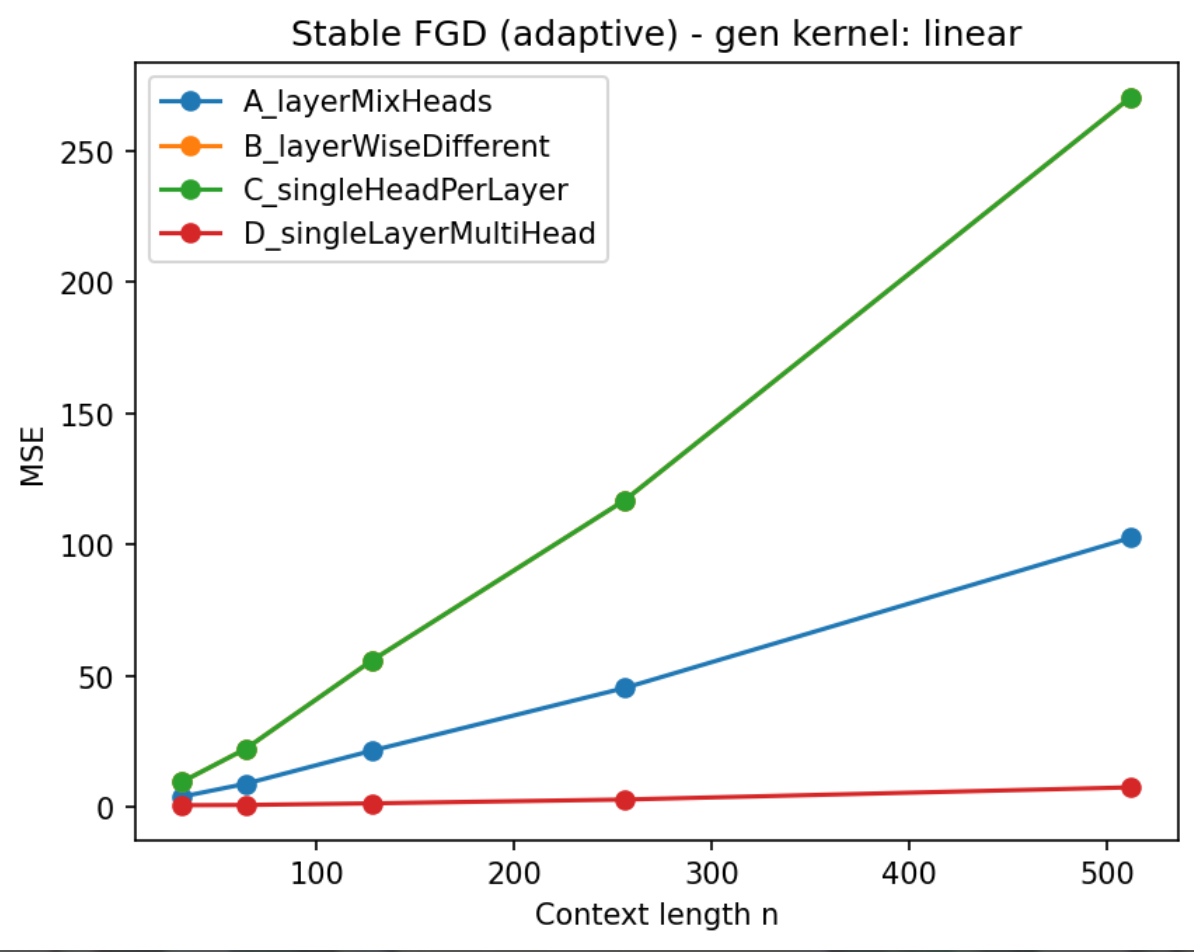 Stable FGD (adaptive) - gen kernel: linear
A_layerMixHeads
B_layerWiseDifferent
C_singleHeadPerLayer
D_singleLayerMultiHead
250
200
150
100
50
0
MSE
100 200 300 400 500
Context length n